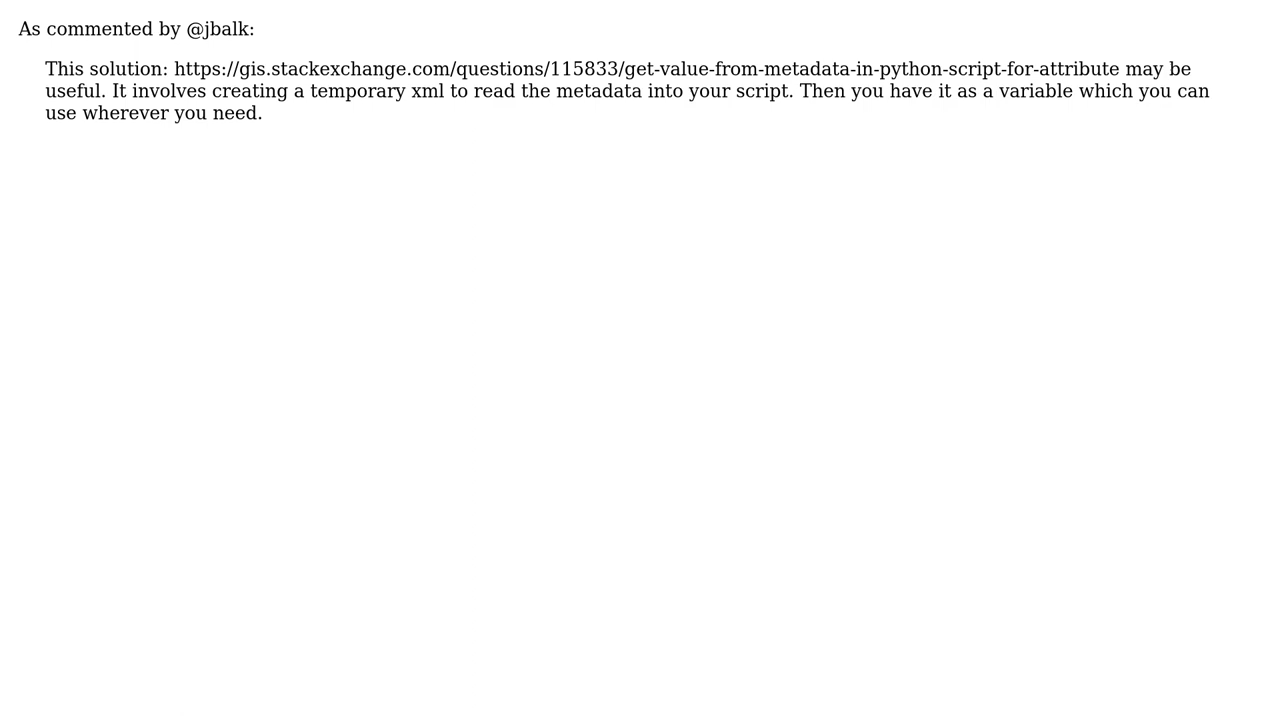 As commented by @jbalk:
This solution: https://gis.stackexchange.com/questions/115833/get-value-from-metadata-in-python-script-for-attribute may be
useful. It involves creating a temporary xml to read the metadata into your script. Then you have it as a variable which you can
use wherever you need.